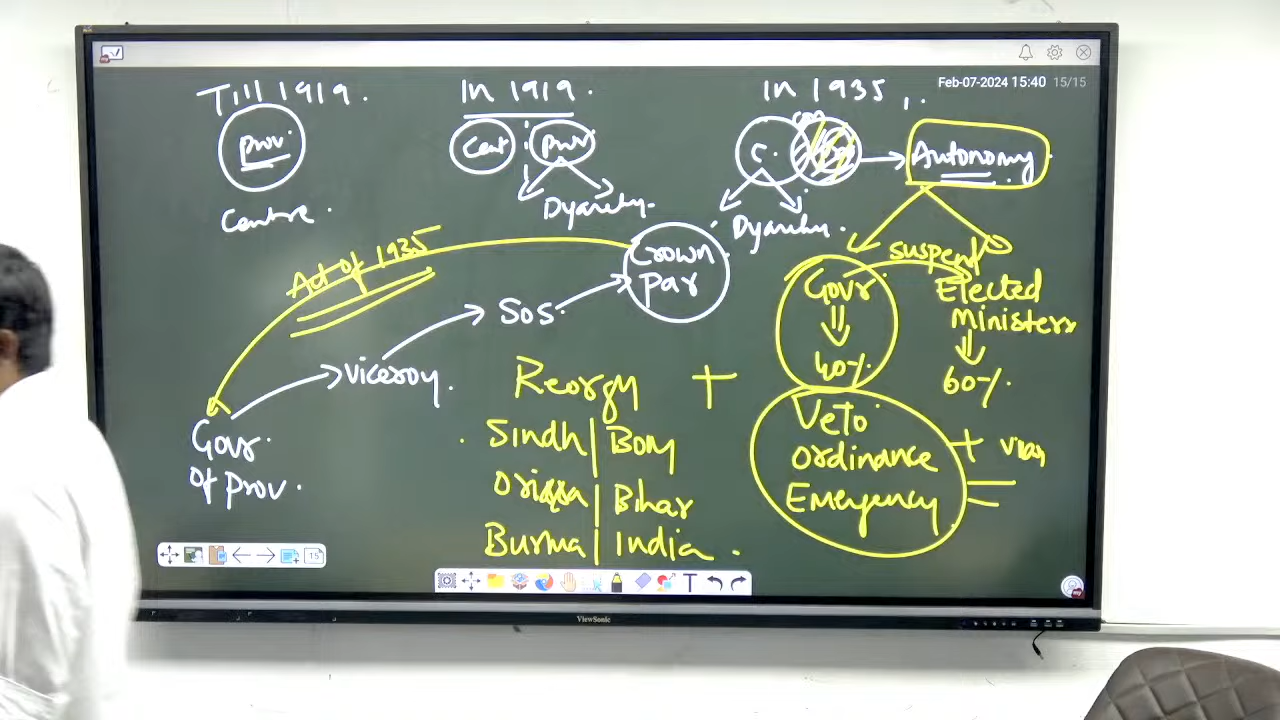 Feb-07-2024 15:40 15/15
Till 1919.
In 1919.
In 1935,.
prov.
Cent
prov.
C.
Autonomy
Centre.
Dyarchy.
Dyarchy.
Act of 1935
Crown
par
suspend
Govr
40%.
Elected
Ministers
60%.
SOS.
Viceroy.
Govr.
of prov.
Reorgn +
Sindh | Bom
Orissa | Bihar
Burma | India.
Veto
Ordinance
Emergency
+
T
15
ViewSonic